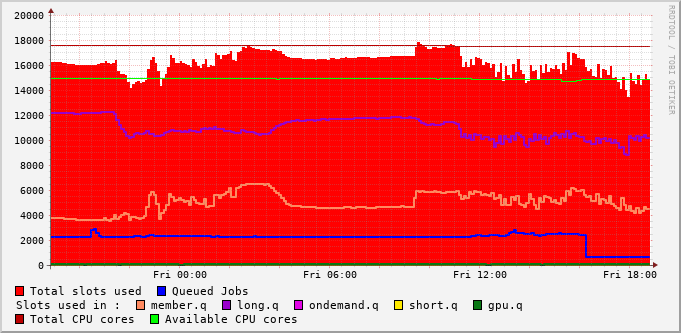 20000
18000
16000
14000
12000
10000
8000
6000
4000
2000
0
RRDTOOL / TOBI OETIKER
Fri 00:00 Fri 06:00 Fri 12:00 Fri 18:00
Total slots used Queued Jobs
Slots used in : member.q long.q ondemand.q short.q gpu.q
Total CPU cores Available CPU cores